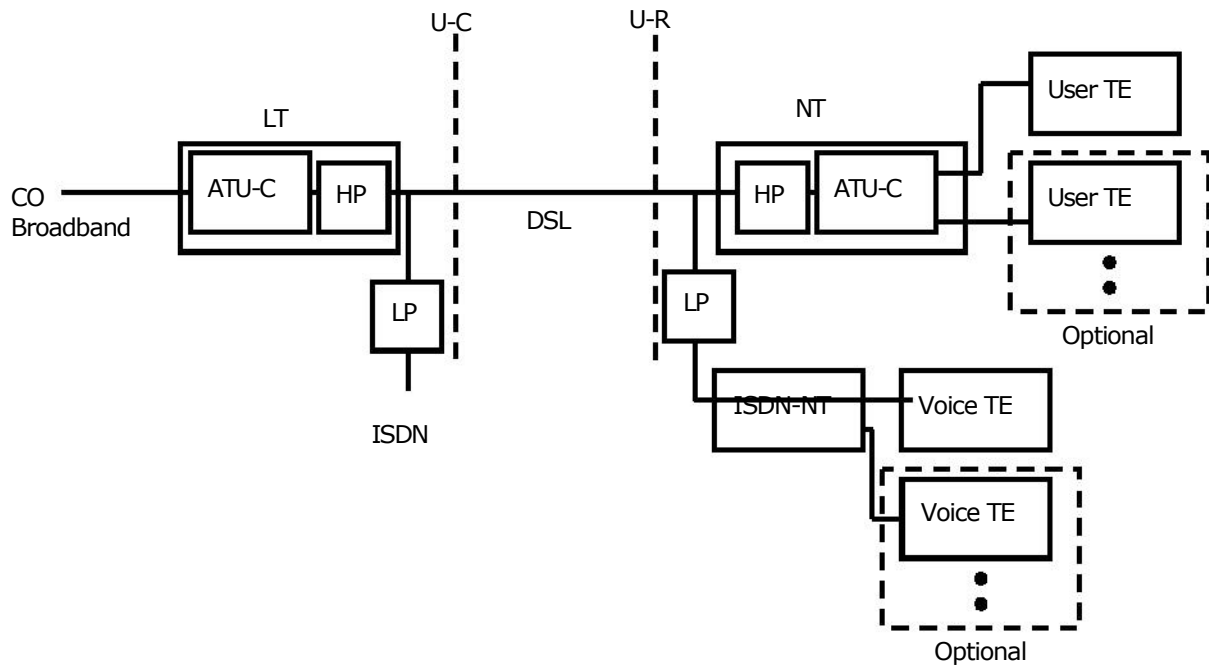 U-C
U-R
User TE
LT
NT
ATU-C
HP
HP
ATU-C
CO
Broadband
DSL
User TE
LP
LP
Optional
ISDN
ISDN-NT
Voice TE
Voice TE
Optional